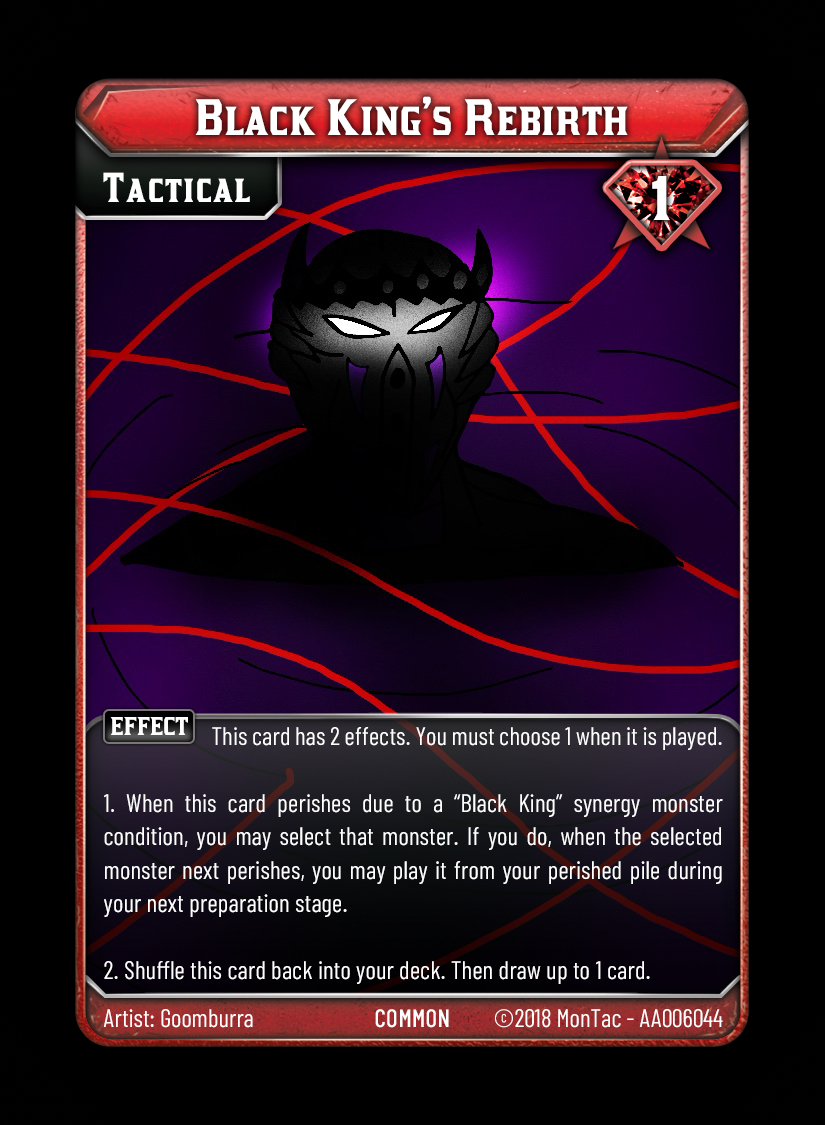 Black King's Rebirth
Tactical
1
EFFECT This card has 2 effects. You must choose 1 when it is played.
1. When this card perishes due to a “Black King” synergy monster
condition, you may select that monster. If you do, when the selected
monster next perishes, you may play it from your perished pile during
your next preparation stage.
2. Shuffle this card back into your deck. Then draw up to 1 card.
Artist: Goomburra COMMON ©2018 MonTac - AA006044